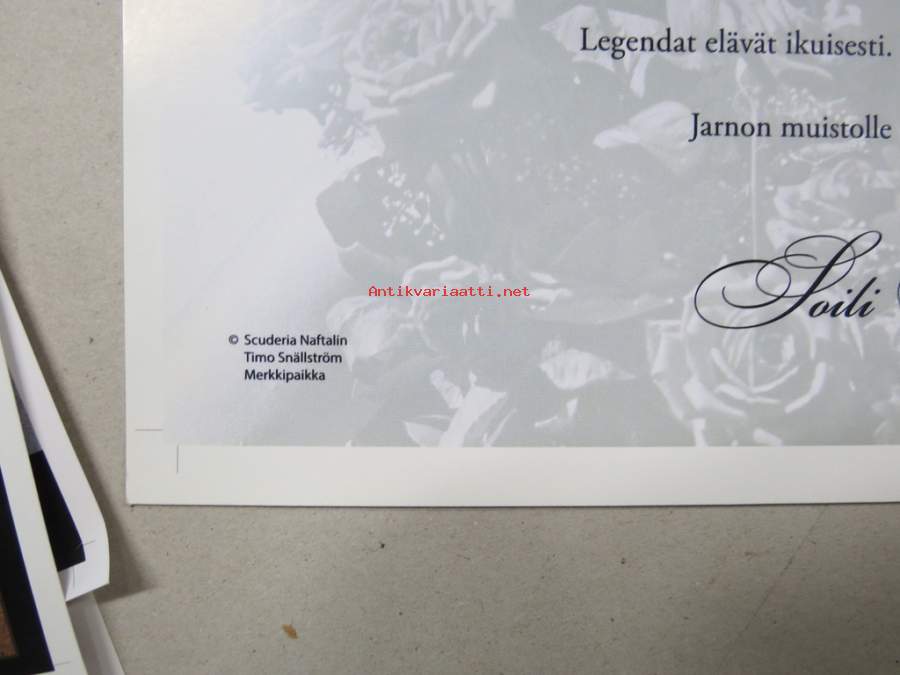 Legendat elävät ikuisesti.
Jarnon muistolle
Soili
Antikvariaatti.net
© Scuderia Naftalin
Timo Snällström
Merkkipaikka